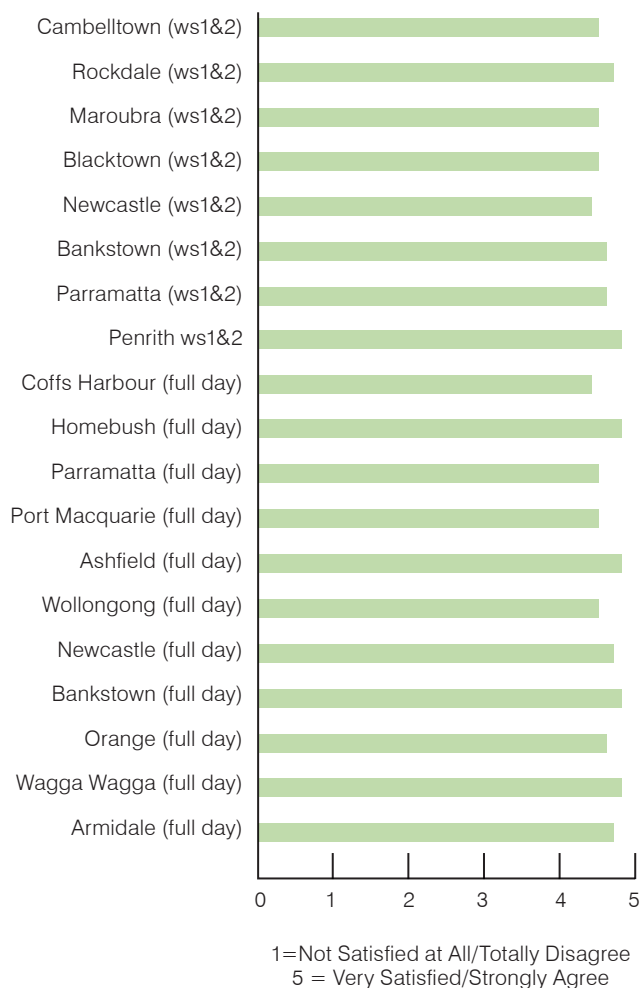 Cambelltown (ws1&2)
Rockdale (ws1&2)
Maroubra (ws1&2)
Blacktown (ws1&2)
Newcastle (ws1&2)
Bankstown (ws1&2)
Parramatta (ws1&2)
Penrith ws1&2
Coffs Harbour (full day)
Homebush (full day)
Parramatta (full day)
Port Macquarie (full day)
Ashfield (full day)
Wollongong (full day)
Newcastle (full day)
Bankstown (full day)
Orange (full day)
Wagga Wagga (full day)
Armidale (full day)
0 1 2 3 4 5
1=Not Satisfied at All/Totally Disagree
5 = Very Satisfied/Strongly Agree